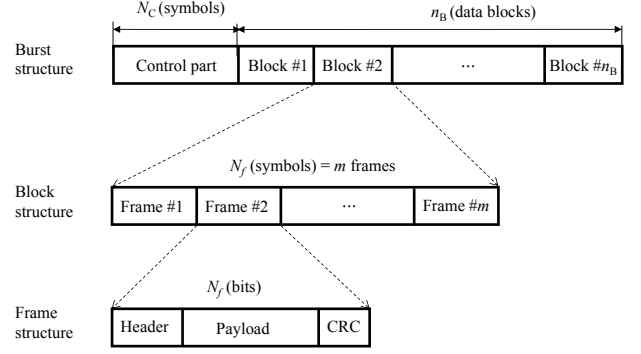 N_C (symbols) n_B (data blocks)
Burst structure
Control part Block #1 Block #2 ... Block #n_B
N_f (symbols) = m frames
Block structure
Frame #1 Frame #2 ... Frame #m
N_f (bits)
Frame structure
Header Payload CRC